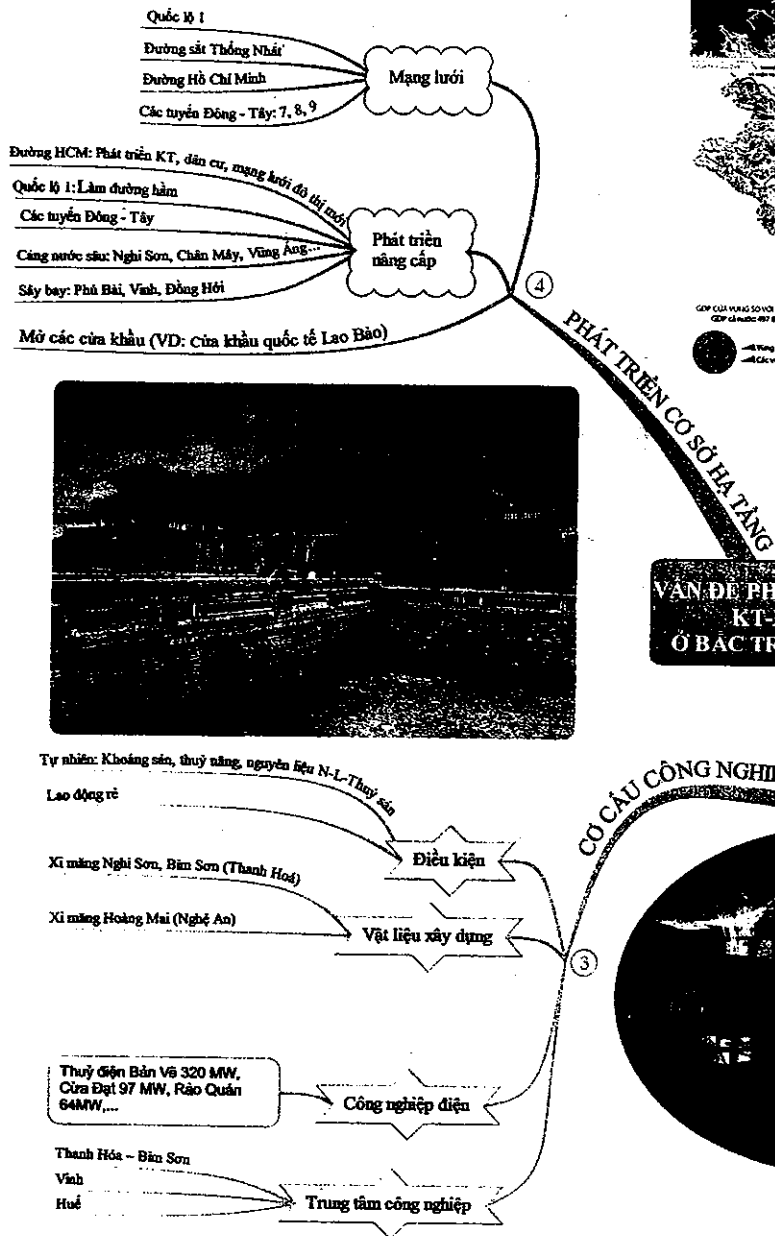 Quốc lộ 1
Đường sắt Thống Nhất
Đường Hồ Chí Minh
Các tuyến Đông - Tây: 7, 8, 9
Mạng lưới
Đường HCM: Phát triển KT, dân cư, mạng lưới đô thị mới
Quốc lộ 1: Làm đường hầm
Các tuyến Đông - Tây
Cảng nước sâu: Nghi Sơn, Chân Mây, Vũng Áng...
Sây bay: Phú Bài, Vinh, Đồng Hới
Phát triển
nâng cấp
Mở các cửa khẩu (VD: Cửa khẩu quốc tế Lao Bảo)
4
PHÁT TRIỂN CƠ SỞ HẠ TẦNG
GDP CỦA VÙNG SO VỚI
VẤN ĐỀ PH
KT-
Ở BẮC TR
Tự nhiên: Khoáng sản, thuỷ năng, nguyên liệu N-L-Thuỷ sản
Lao động rẻ
Điều kiện
CƠ CẤU CÔNG NGHI
Xi măng Nghi Sơn, Bỉm Sơn (Thanh Hoá)
Xi măng Hoàng Mai (Nghệ An)
Vật liệu xây dựng
3
Thuỷ điện Bản Vẽ 320 MW,
Cửa Đạt 97 MW, Rào Quán
64MW,...
Công nghiệp điện
Thanh Hóa – Bỉm Sơn
Vinh
Huế
Trung tâm công nghiệp